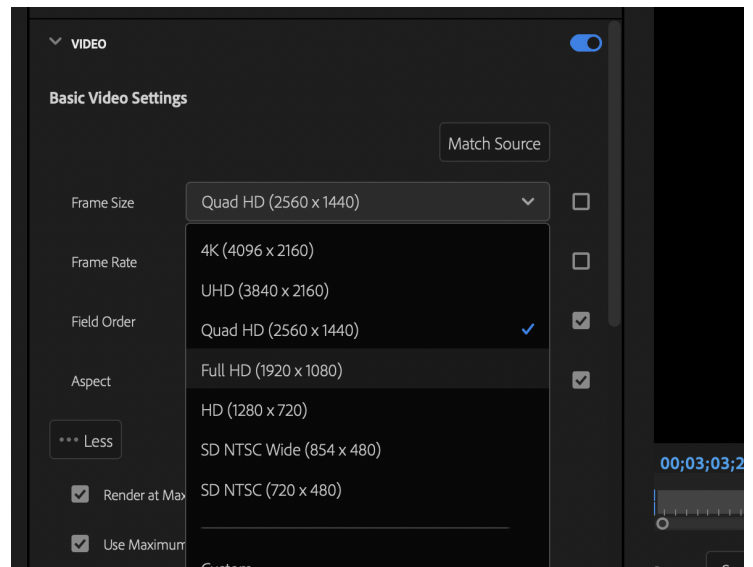 VIDEO
Basic Video Settings
Match Source
Frame Size
Quad HD (2560 x 1440)
4K (4096 x 2160)
Frame Rate
UHD (3840 x 2160)
Field Order
Quad HD (2560 x 1440)
Full HD (1920 x 1080)
Aspect
HD (1280 x 720)
••• Less
SD NTSC Wide (854 x 480)
00;03;03;2
SD NTSC (720 x 480)
Render at Max
Use Maximum
Custom